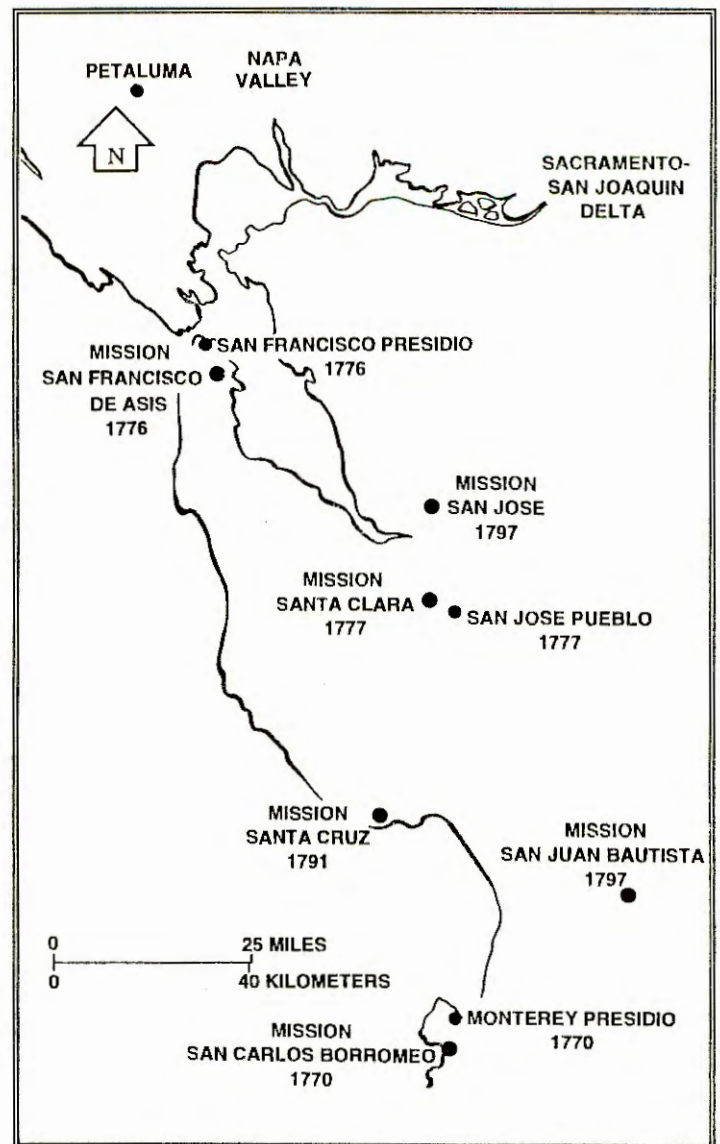 PETALUMA
NAPA
VALLEY
N
SACRAMENTO-
SAN JOAQUIN
DELTA
SAN FRANCISCO PRESIDIO
1776
MISSION
SAN FRANCISCO
DE ASIS
1776
MISSION
SAN JOSE
1797
MISSION
SANTA CLARA
1777
SAN JOSE PUEBLO
1777
MISSION
SANTA CRUZ
1791
MISSION
SAN JUAN BAUTISTA
1797
0 25 MILES
0 40 KILOMETERS
MONTEREY PRESIDIO
1770
MISSION
SAN CARLOS BORROMEO
1770